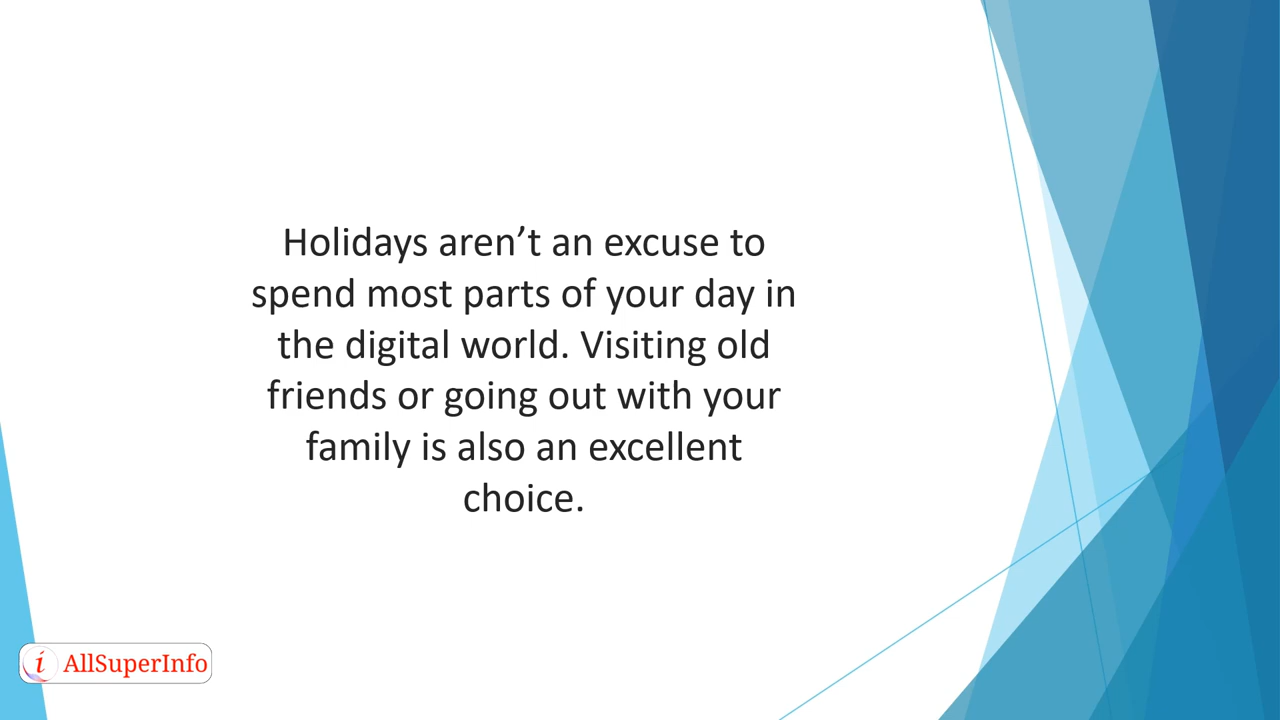 Holidays aren’t an excuse to
spend most parts of your day in
the digital world. Visiting old
friends or going out with your
family is also an excellent
choice.
i AllSuperInfo